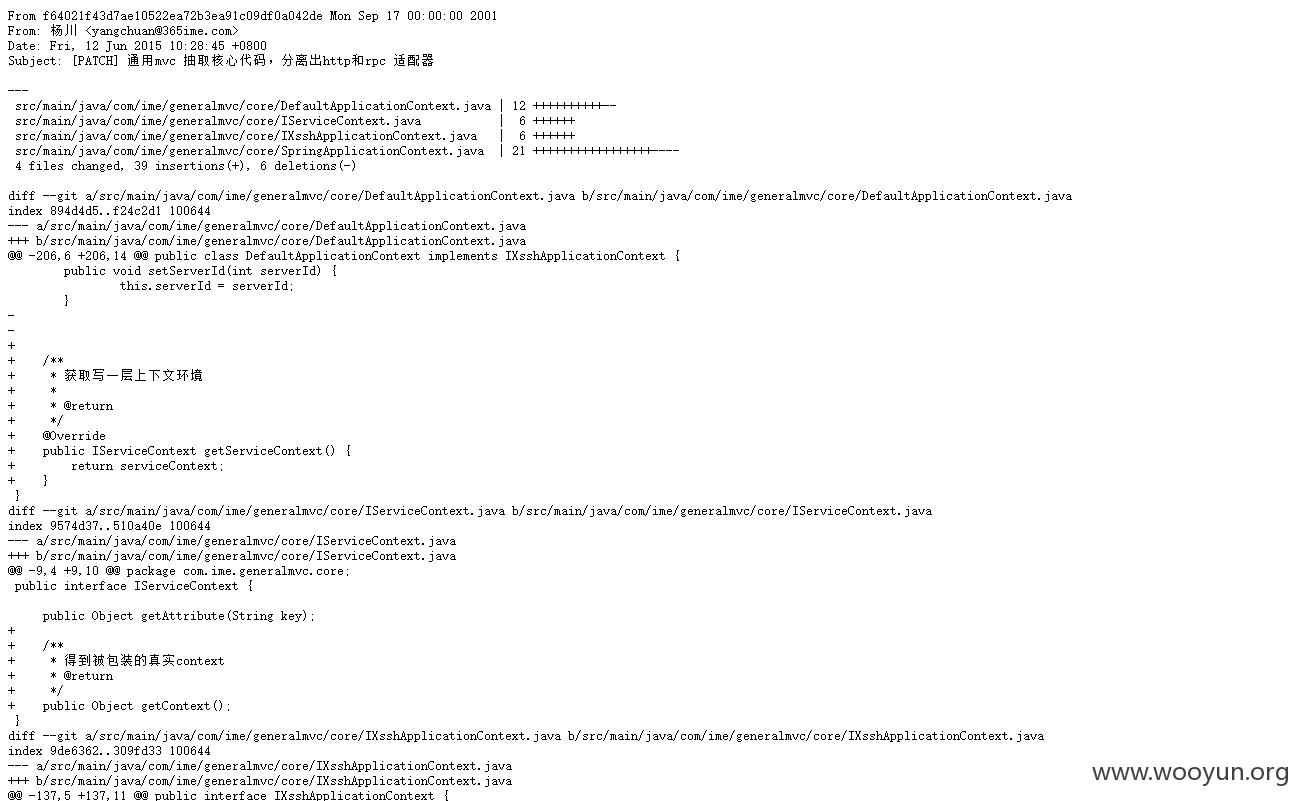 From f64021f43d7ae10522ea72b3ea91c09df0a042de Mon Sep 17 00:00:00 2001
From: 杨川 <yangchuan@365ime.com>
Date: Fri, 12 Jun 2015 10:28:45 +0800
Subject: [PATCH] 通用mvc 抽取核心代码，分离出http和rpc 适配器

---
 src/main/java/com/ime/generalmvc/core/DefaultApplicationContext.java | 12 ++++++++++--
 src/main/java/com/ime/generalmvc/core/IServiceContext.java           |  6 ++++++
 src/main/java/com/ime/generalmvc/core/IXsshApplicationContext.java   |  6 ++++++
 src/main/java/com/ime/generalmvc/core/SpringApplicationContext.java  | 21 +++++++++++++++++----
 4 files changed, 39 insertions(+), 6 deletions(-)

diff --git a/src/main/java/com/ime/generalmvc/core/DefaultApplicationContext.java b/src/main/java/com/ime/generalmvc/core/DefaultApplicationContext.java
index 894d4d5..f24c2d1 100644
--- a/src/main/java/com/ime/generalmvc/core/DefaultApplicationContext.java
+++ b/src/main/java/com/ime/generalmvc/core/DefaultApplicationContext.java
@@ -206,6 +206,14 @@ public class DefaultApplicationContext implements IXsshApplicationContext {
        public void setServerId(int serverId) {
                this.serverId = serverId;
        }
-
-
+
+    /**
+     * 获取写一层上下文环境
+     *
+     * @return
+     */
+    @Override
+    public IServiceContext getServiceContext() {
+        return serviceContext;
+    }
 }
diff --git a/src/main/java/com/ime/generalmvc/core/IServiceContext.java b/src/main/java/com/ime/generalmvc/core/IServiceContext.java
index 9574d37..510a40e 100644
--- a/src/main/java/com/ime/generalmvc/core/IServiceContext.java
+++ b/src/main/java/com/ime/generalmvc/core/IServiceContext.java
@@ -9,4 +9,10 @@ package com.ime.generalmvc.core;
 public interface IServiceContext {

     public Object getAttribute(String key);
+
+    /**
+     * 得到被包装的真实context
+     * @return
+     */
+    public Object getContext();
 }
diff --git a/src/main/java/com/ime/generalmvc/core/IXsshApplicationContext.java b/src/main/java/com/ime/generalmvc/core/IXsshApplicationContext.java
index 9de6362..309fd33 100644
--- a/src/main/java/com/ime/generalmvc/core/IXsshApplicationContext.java
+++ b/src/main/java/com/ime/generalmvc/core/IXsshApplicationContext.java
@@ -137,5 +137,11 @@ public interface IXsshApplicationContext {
www.wooyun.org